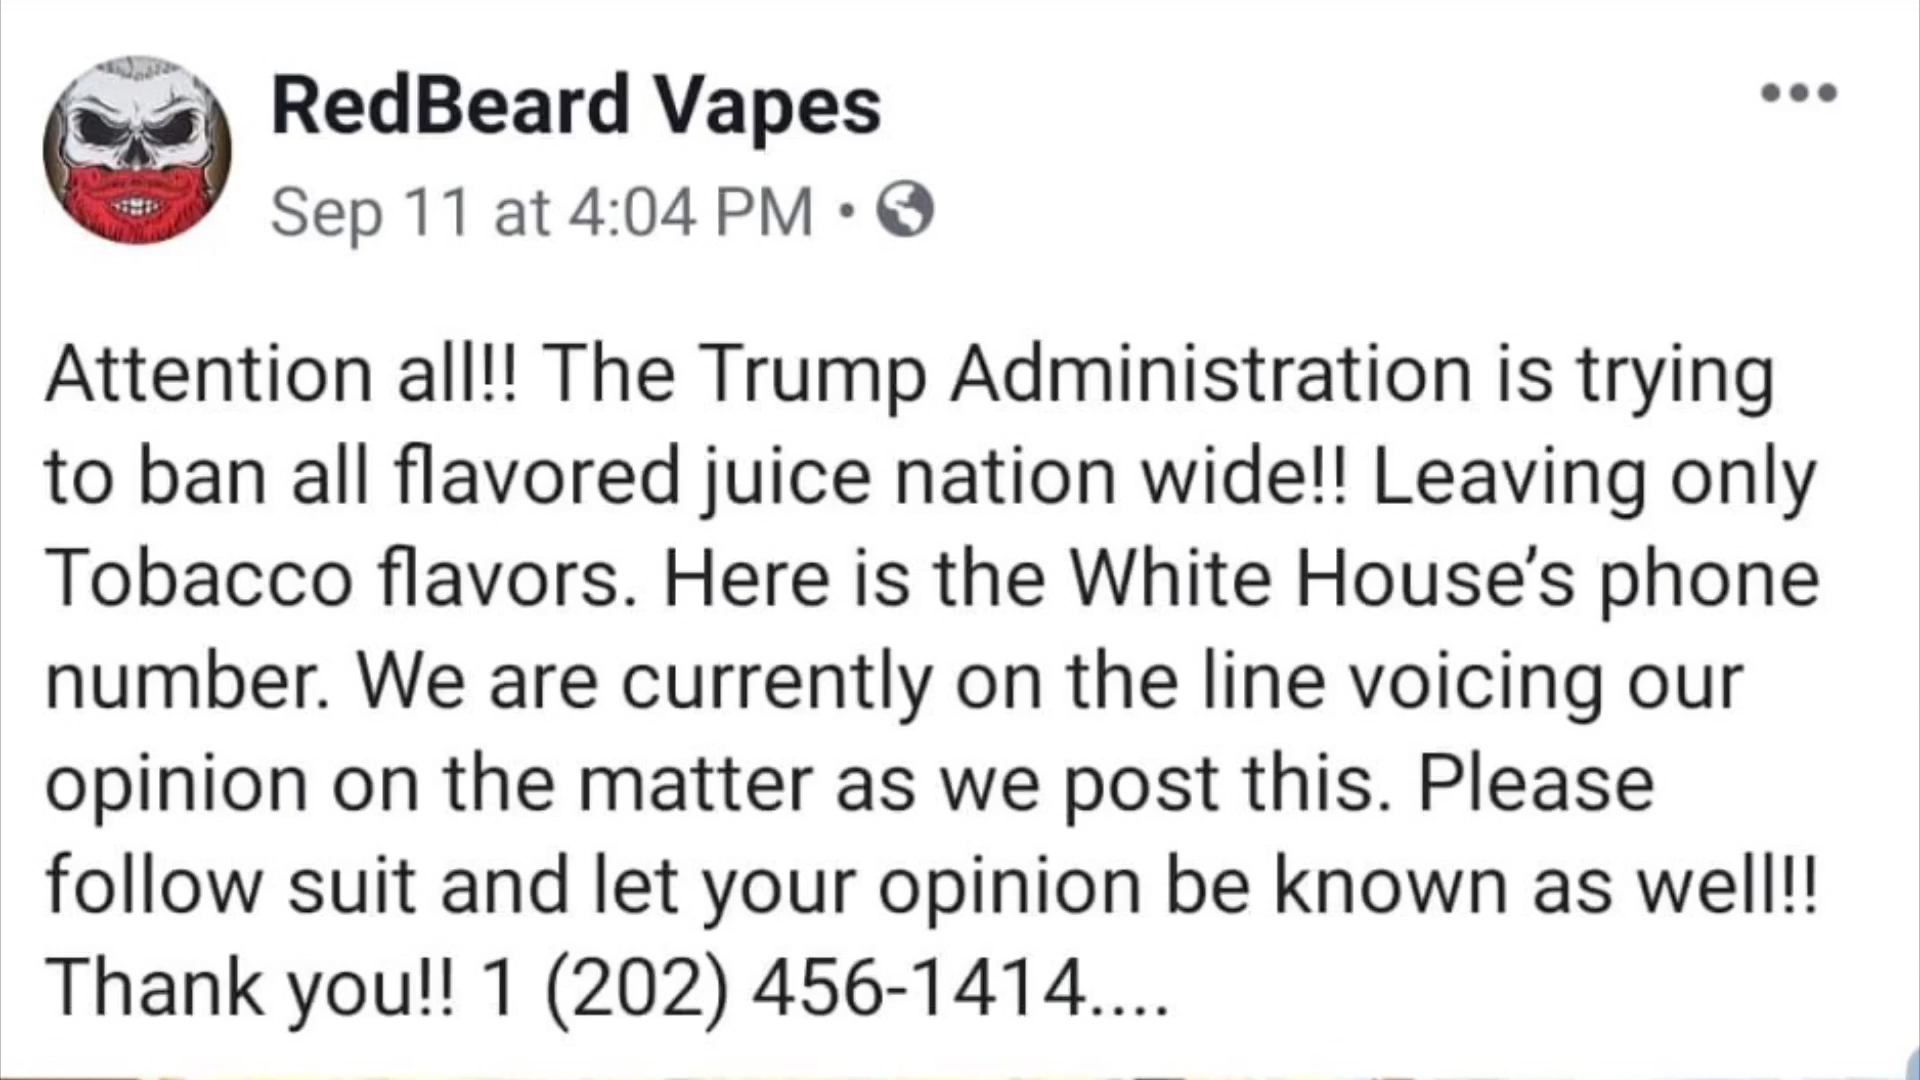 RedBeard Vapes
Sep 11 at 4:04 PM •
Attention all!! The Trump Administration is trying
to ban all flavored juice nation wide!! Leaving only
Tobacco flavors. Here is the White House’s phone
number. We are currently on the line voicing our
opinion on the matter as we post this. Please
follow suit and let your opinion be known as well!!
Thank you!! 1 (202) 456-1414....